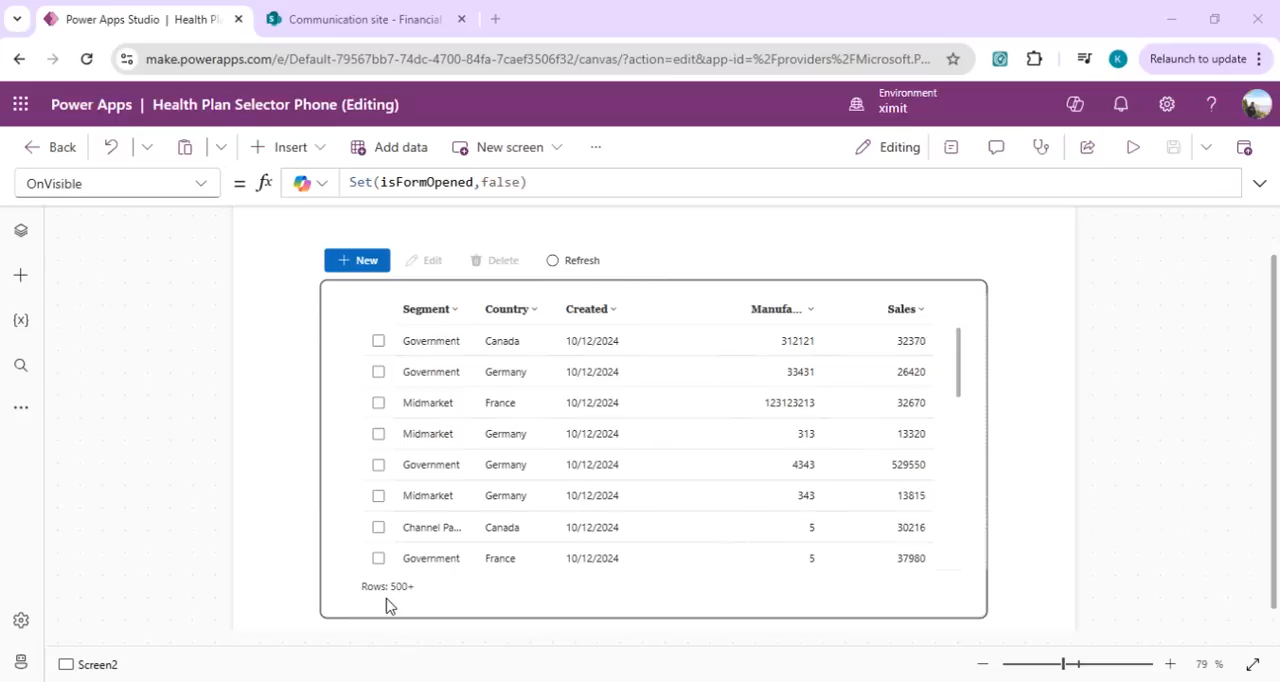 Power Apps Studio | Health Pl
Communication site - Financial
make.powerapps.com/e/Default-79567bb7-74dc-4700-84fa-7caef3506f32/canvas/?action=edit&app-id=%2Fproviders%2FMicrosoft.P...
K
Relaunch to update
Power Apps | Health Plan Selector Phone (Editing)
Environment
ximit
Back
Insert
Add data
New screen
...
Editing
OnVisible
= fx
Set(isFormOpened,false)
New
Edit
Delete
Refresh
Segment Country Created Manufa... Sales
Government Canada 10/12/2024 312121 32370
Government Germany 10/12/2024 33431 26420
Midmarket France 10/12/2024 123123213 32670
Midmarket Germany 10/12/2024 313 13320
Government Germany 10/12/2024 4343 529550
Midmarket Germany 10/12/2024 343 13815
Channel Pa... Canada 10/12/2024 5 30216
Government France 10/12/2024 5 37980
Rows: 500+
Screen2
79 %